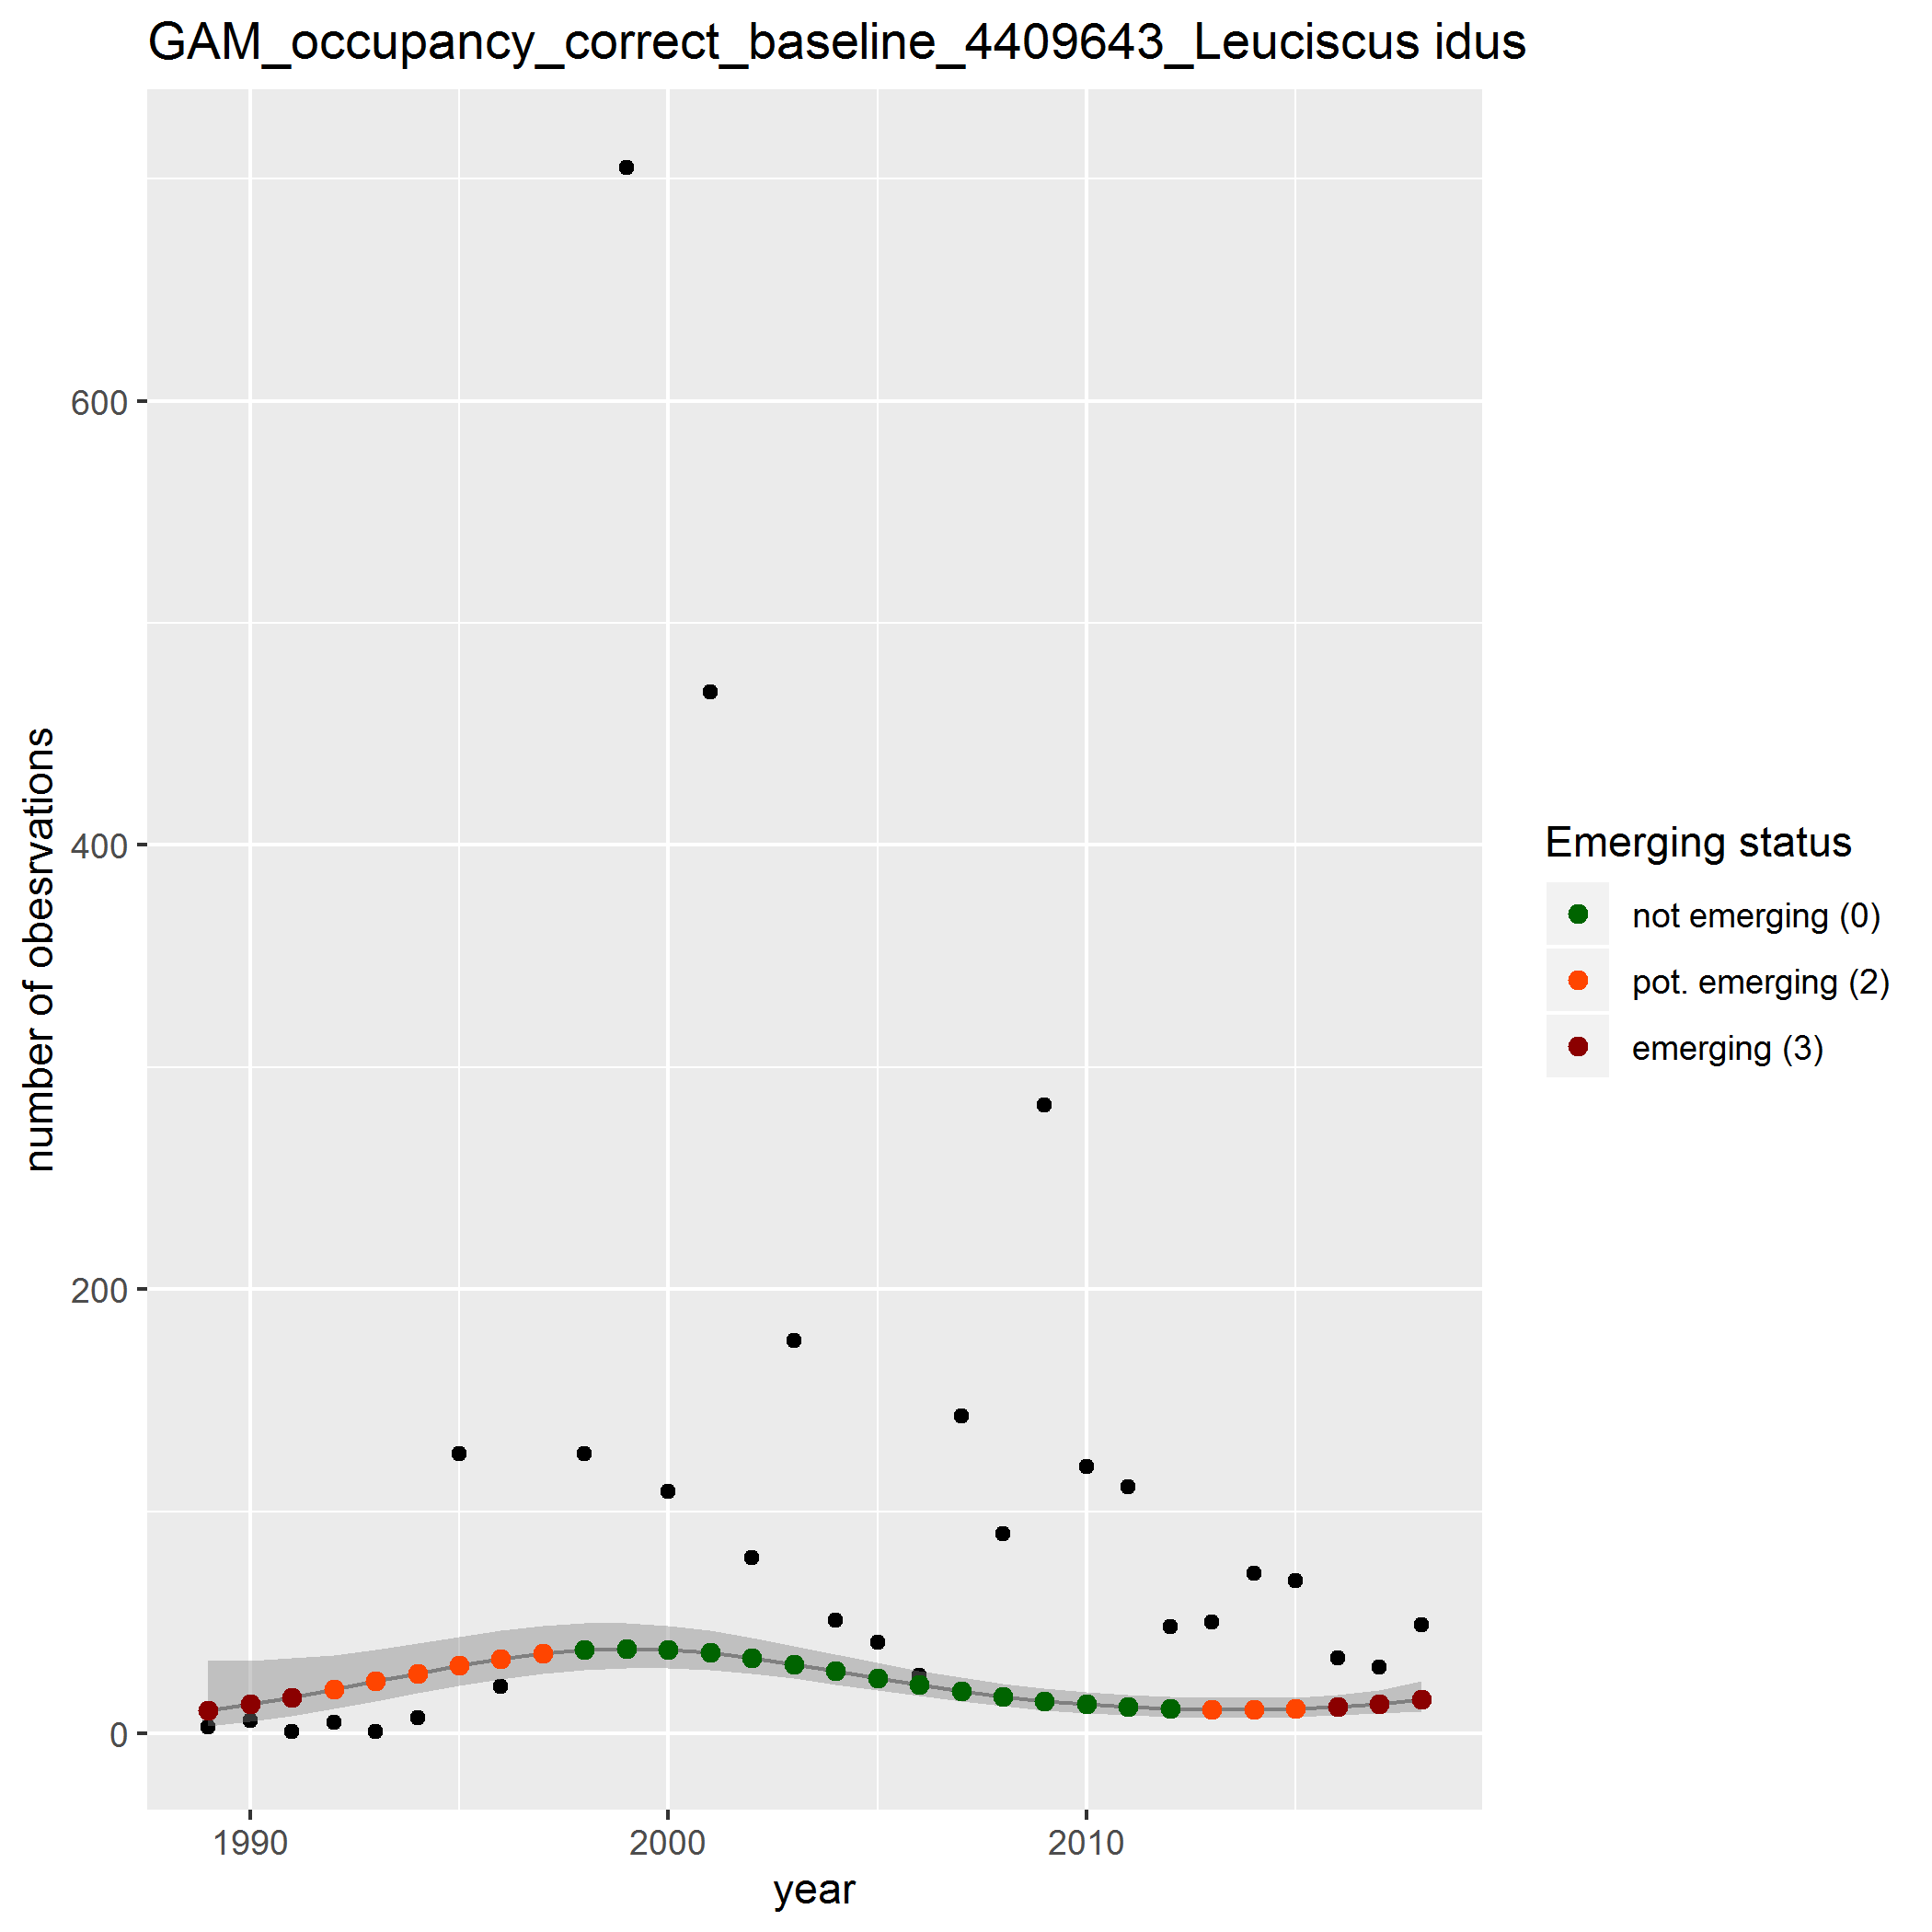 GAM_occupancy_correct_baseline_4409643_Leuciscus idus
number of obesrvations
600
400
200
0
1990
2000
2010
year
Emerging status
not emerging (0)
pot. emerging (2)
emerging (3)